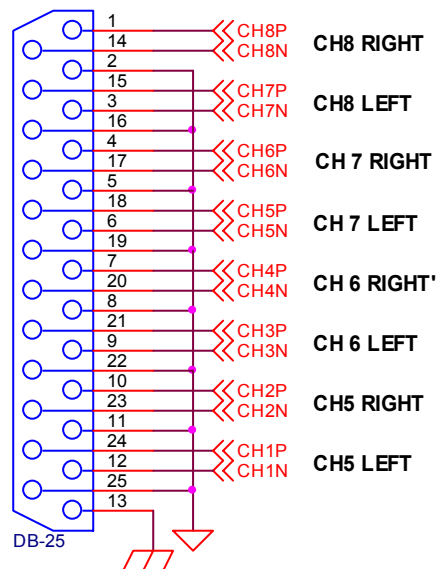 1 CH8P
14 CH8N CH8 RIGHT
2
15 CH7P
3 CH7N CH8 LEFT
16
4 CH6P
17 CH6N CH 7 RIGHT
5
18 CH5P
6 CH5N CH 7 LEFT
19
7 CH4P
20 CH4N CH 6 RIGHT'
8
21 CH3P
9 CH3N CH 6 LEFT
22
10 CH2P
23 CH2N CH5 RIGHT
11
24 CH1P
12 CH1N CH5 LEFT
25
13
DB-25